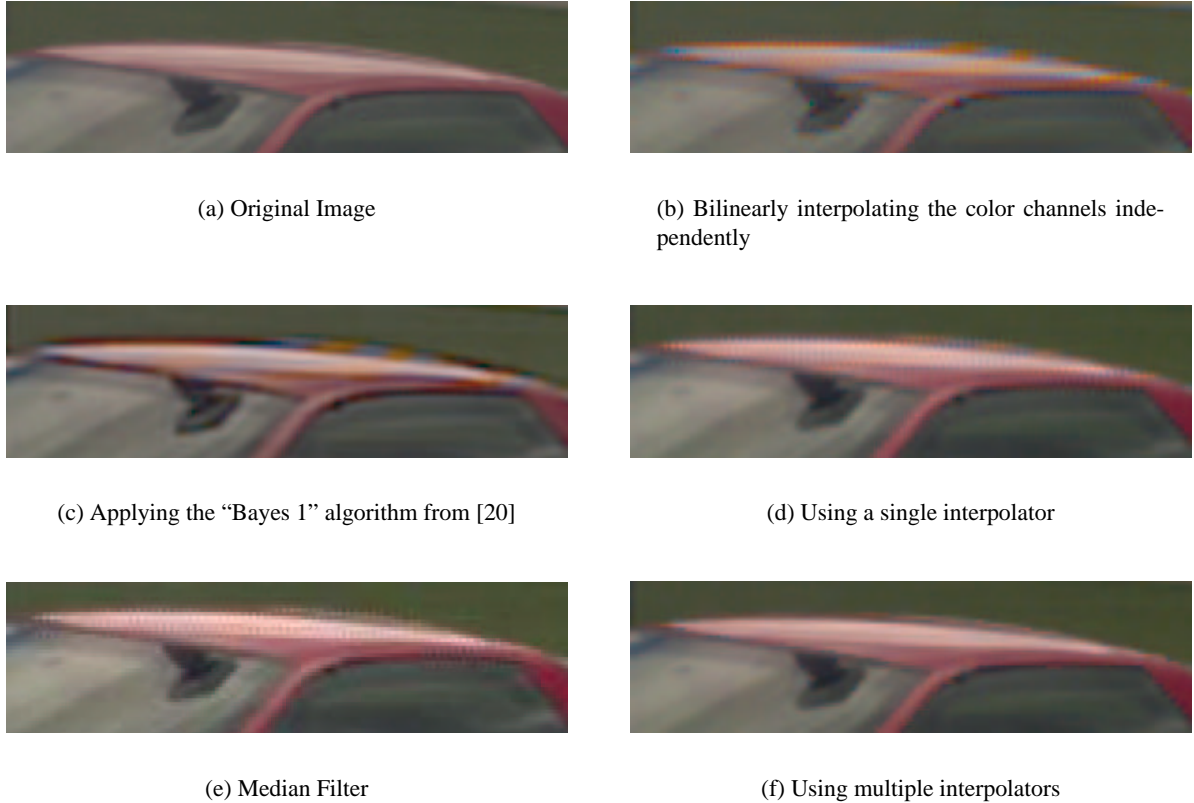 (a) Original Image
(b) Bilinearly interpolating the color channels inde-
pendently
(c) Applying the “Bayes 1” algorithm from [20]
(d) Using a single interpolator
(e) Median Filter
(f) Using multiple interpolators